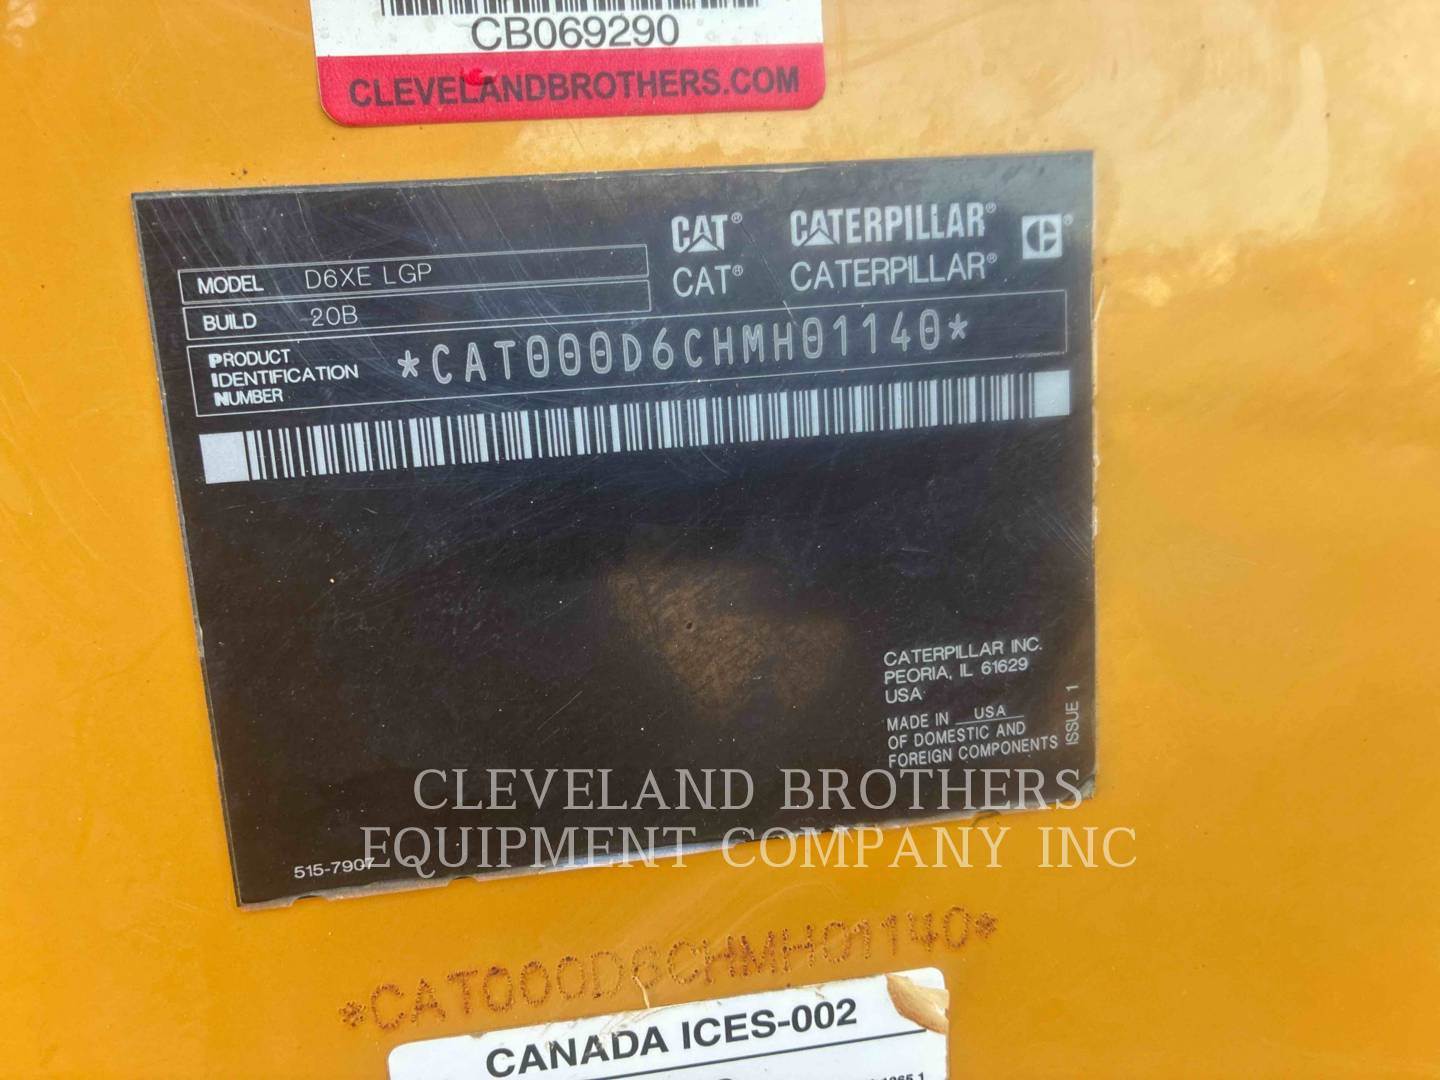 CB069290
CLEVELANDBROTHERS.COM
CAT® CATERPILLAR®
CAT® CATERPILLAR®
MODEL D6XE LGP
BUILD 20B
PRODUCT IDENTIFICATION NUMBER *CAT000D6CHMH01140*
CATERPILLAR INC.
PEORIA, IL 61629
USA
MADE IN USA
OF DOMESTIC AND
FOREIGN COMPONENTS
ISSUE 1
CLEVELAND BROTHERS
EQUIPMENT COMPANY INC
515-7907
*CAT000D6CHMH01140*
CANADA ICES-002